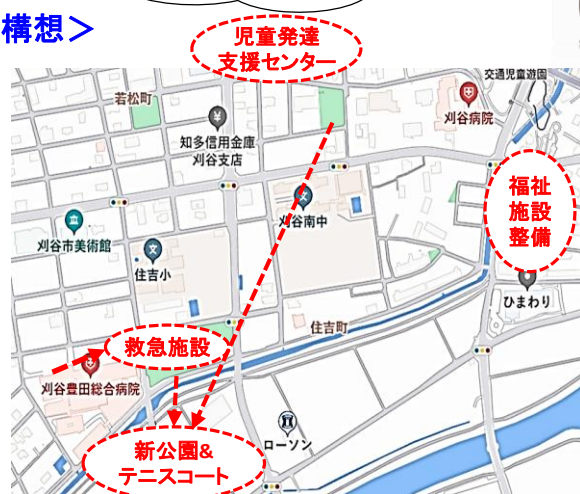 構想＞
児童発達
支援センター
交通児童遊園
若松町
刈谷病院
知多信用金庫
刈谷支店
福祉
施設
整備
刈谷南中
刈谷市美術館
住吉小
ひまわり
住吉町
救急施設
刈谷豊田総合病院
ローソン
新公園&
テニスコート